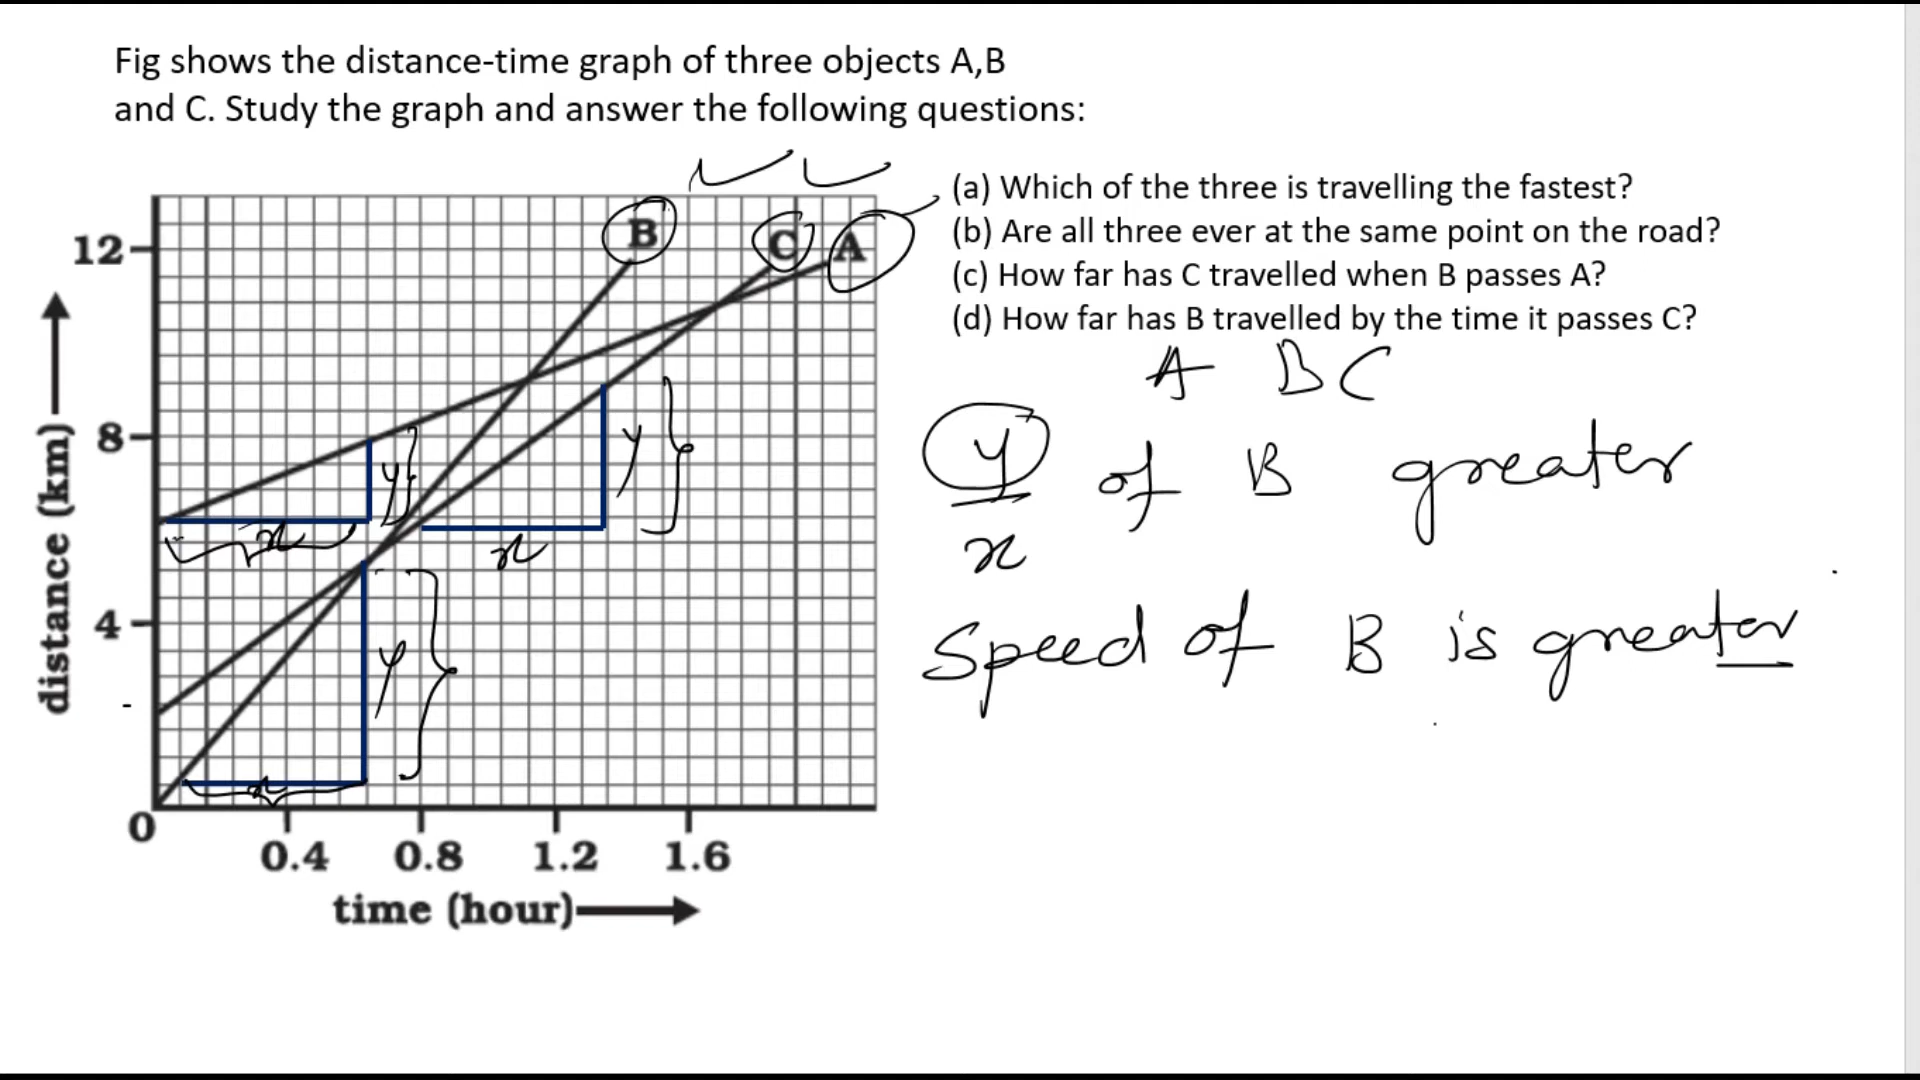 Fig shows the distance-time graph of three objects A,B
and C. Study the graph and answer the following questions:
(a) Which of the three is travelling the fastest?
(b) Are all three ever at the same point on the road?
(c) How far has C travelled when B passes A?
(d) How far has B travelled by the time it passes C?
B
C
A
12
8
4
0
0.4 0.8 1.2 1.6
distance (km)
time (hour)
y
x
y
x
y
x
A B C
y of B greater
x
Speed of B is greater